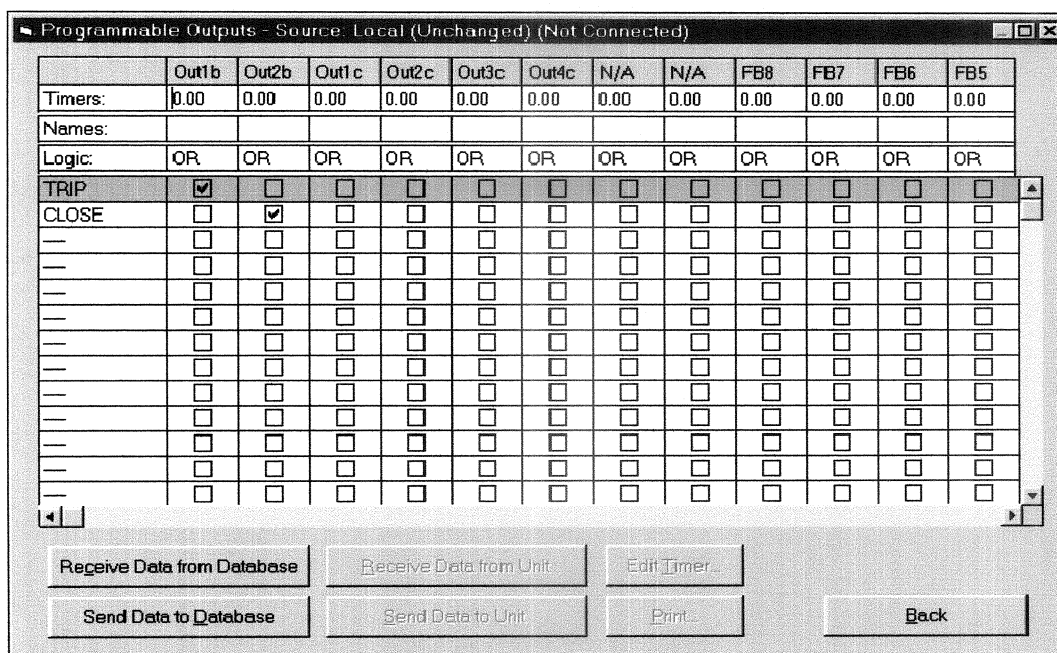 Programmable Outputs - Source: Local (Unchanged) (Not Connected)
Out1b Out2b Out1c Out2c Out3c Out4c N/A N/A FB8 FB7 FB6 FB5
Timers: 0.00 0.00 0.00 0.00 0.00 0.00 0.00 0.00 0.00 0.00 0.00 0.00
Names:
Logic: OR OR OR OR OR OR OR OR OR OR OR OR
TRIP
CLOSE
—
—
—
—
—
—
—
—
—
—
—
Receive Data from Database Receive Data from Unit Edit Timer...
Send Data to Database Send Data to Unit Print... Back